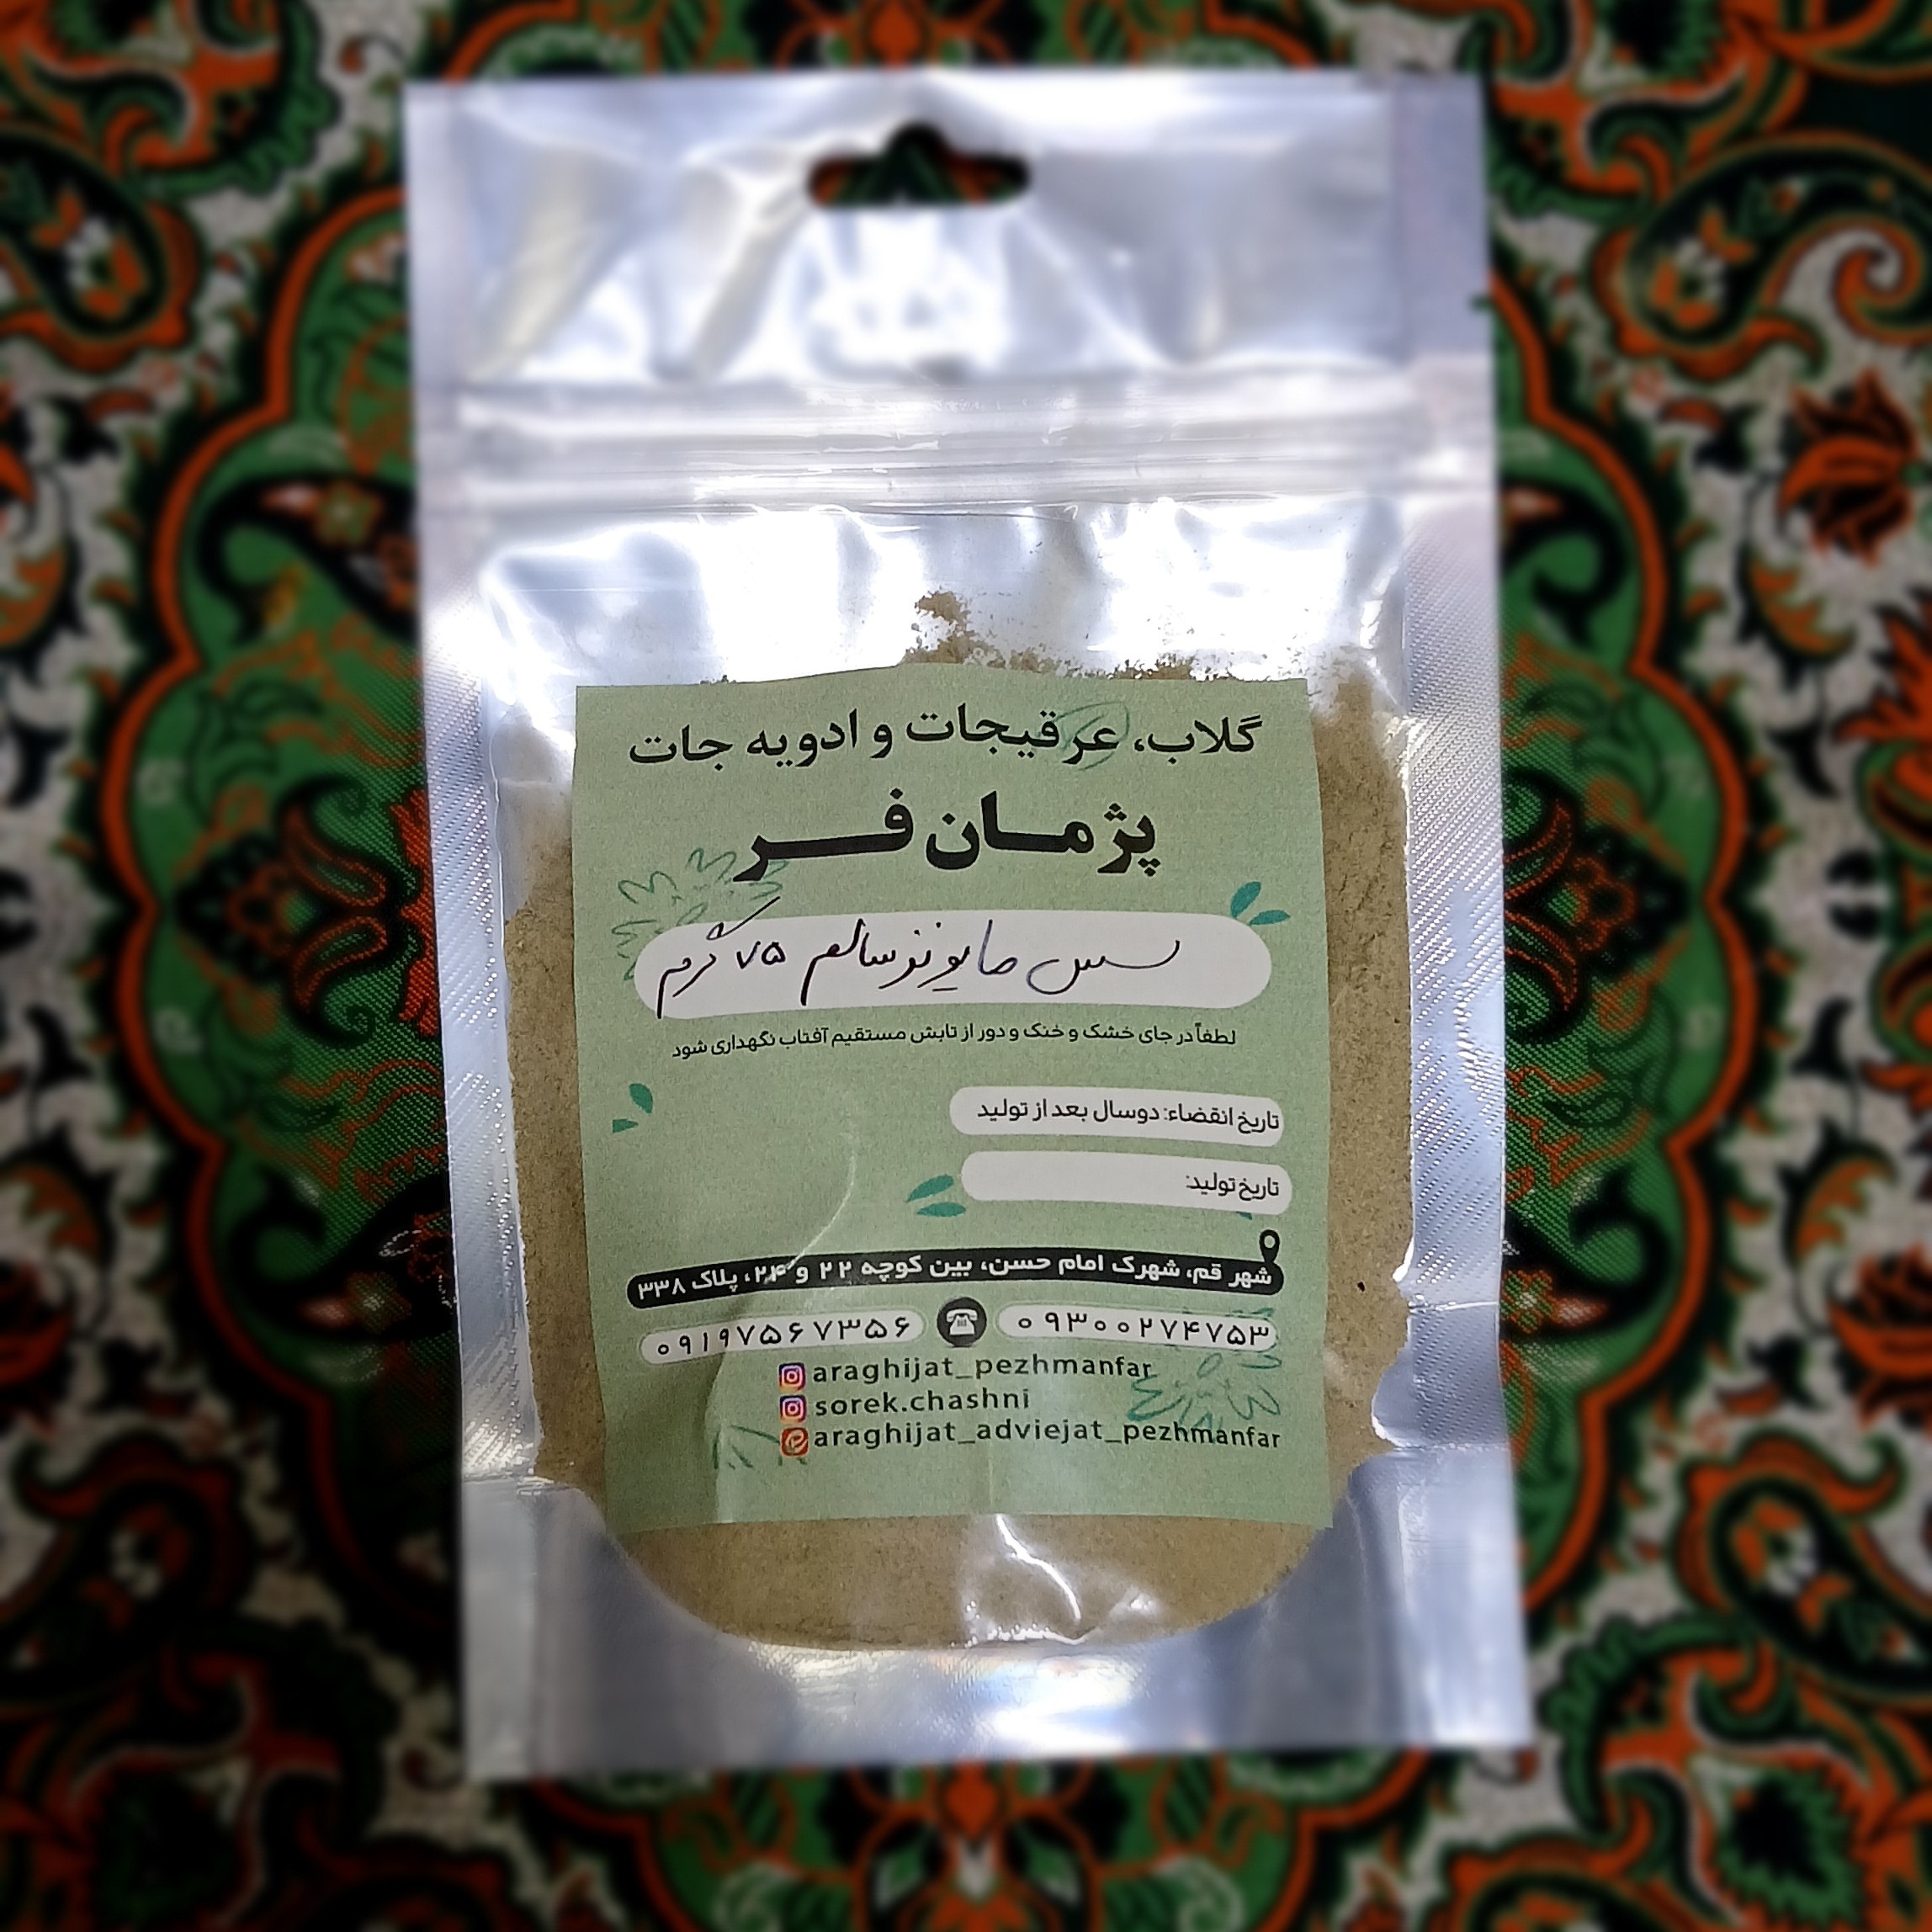 گلاب، عرقیجات و ادویه جات
پژمان فر
سس مایونز سالم ۷۵ گرم
لطفاً در جای خشک و خنک و دور از تابش مستقیم آفتاب نگهداری شود
تاریخ انقضاء: دوسال بعد از تولید
تاریخ تولید:
شهر قم، شهرک امام حسن، بین کوچه ۲۲ و ۲۴، پلاک ۳۳۸
۰۹۳۰۰۲۷۴۷۵۳ ۰۹۱۹۷۵۶۷۳۵۶
araghijat_pezhmanfar
sorek.chashni
araghijat_adviejat_pezhmanfar